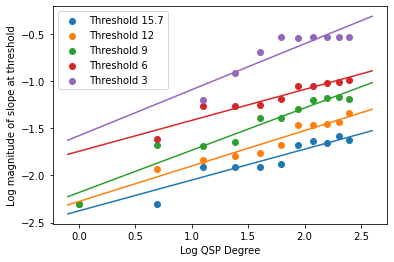 Threshold 15.7
Threshold 12
Threshold 9
Threshold 6
Threshold 3
Log magnitude of slope at threshold
−0.5
−1.0
−1.5
−2.0
−2.5
0.0 0.5 1.0 1.5 2.0 2.5
Log QSP Degree